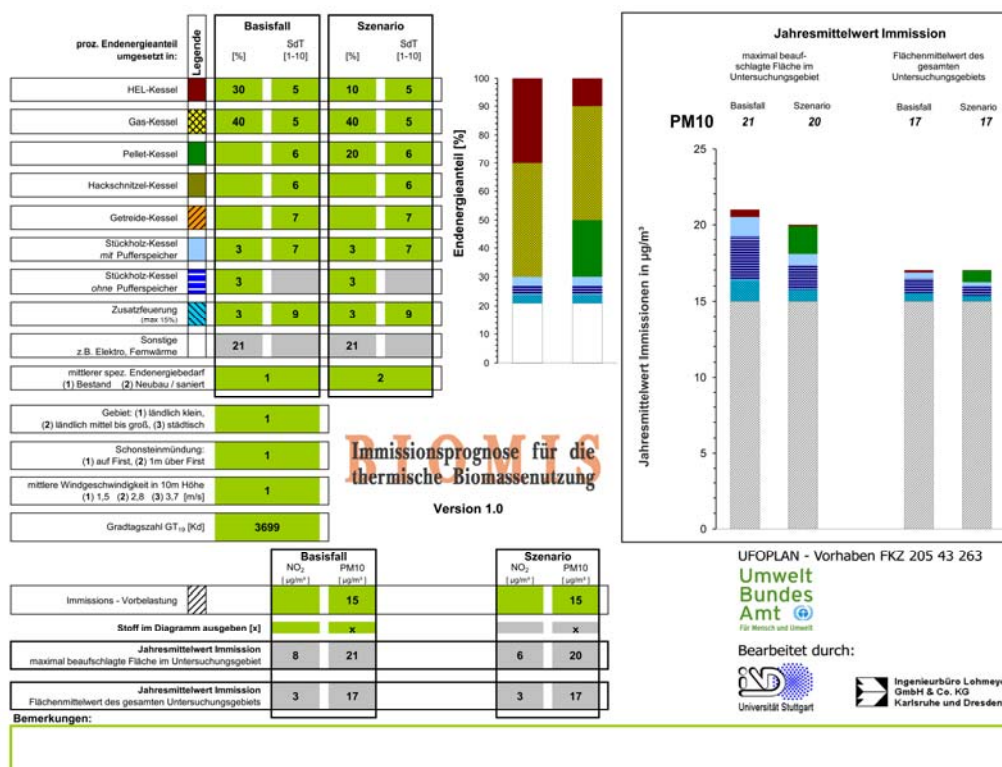 Basisfall Szenario
proz. Endenergieanteil umgesetzt in:
Legende
[%] SdT [1-10] [%] SdT [1-10]
HEL-Kessel 30 5 10 5
Gas-Kessel 40 5 40 5
Pellet-Kessel 6 20 6
Hackschnitzel-Kessel 6 6
Getreide-Kessel 7 7
Stückholz-Kessel
mit Pufferspeicher 3 7 3 7
Stückholz-Kessel
ohne Pufferspeicher 3 3
Zusatzfeuerung
(max 15%) 3 9 3 9
Sonstige
z.B. Elektro, Fernwärme 21 21
mittlerer spez. Endenergiebedarf
(1) Bestand (2) Neubau / saniert 1 2
Gebiet: (1) ländlich klein,
(2) ländlich mittel bis groß, (3) städtisch 1
Schonsteinmündung:
(1) auf First, (2) 1m über First 1
mittlere Windgeschwindigkeit in 10m Höhe
(1) 1,5 (2) 2,8 (3) 3,7 [m/s] 1
Gradtagszahl GT₁₉ [Kd] 3699
Endenergieanteil [%]
100
90
80
70
60
50
40
30
20
10
0
BIOMIS
Immissionsprognose für die
thermische Biomassenutzung
Version 1.0
Jahresmittelwert Immission
maximal beauf-
schlagte Fläche im
Untersuchungsgebiet
Flächenmittelwert des
gesamten
Untersuchungsgebiets
Basisfall Szenario Basisfall Szenario
PM10 21 20 17 17
Jahresmittelwert Immissionen in µg/m³
25
20
15
10
5
0
Basisfall Szenario
NO₂ PM10 NO₂ PM10
[ µg/m³ ] [ µg/m³ ] [ µg/m³ ] [ µg/m³ ]
Immissions - Vorbelastung 15 15
Stoff im Diagramm ausgeben [x] x x
Jahresmittelwert Immission
maximal beaufschlagte Fläche im Untersuchungsgebiet 8 21 6 20
Jahresmittelwert Immission
Flächenmittelwert des gesamten Untersuchungsgebiets 3 17 3 17
Bemerkungen:
UFOPLAN - Vorhaben FKZ 205 43 263
Umwelt
Bundes
Amt
Für Mensch und Umwelt
Bearbeitet durch:
Universität Stuttgart
Ingenieurbüro Lohmeye
GmbH & Co. KG
Karlsruhe und Dresden